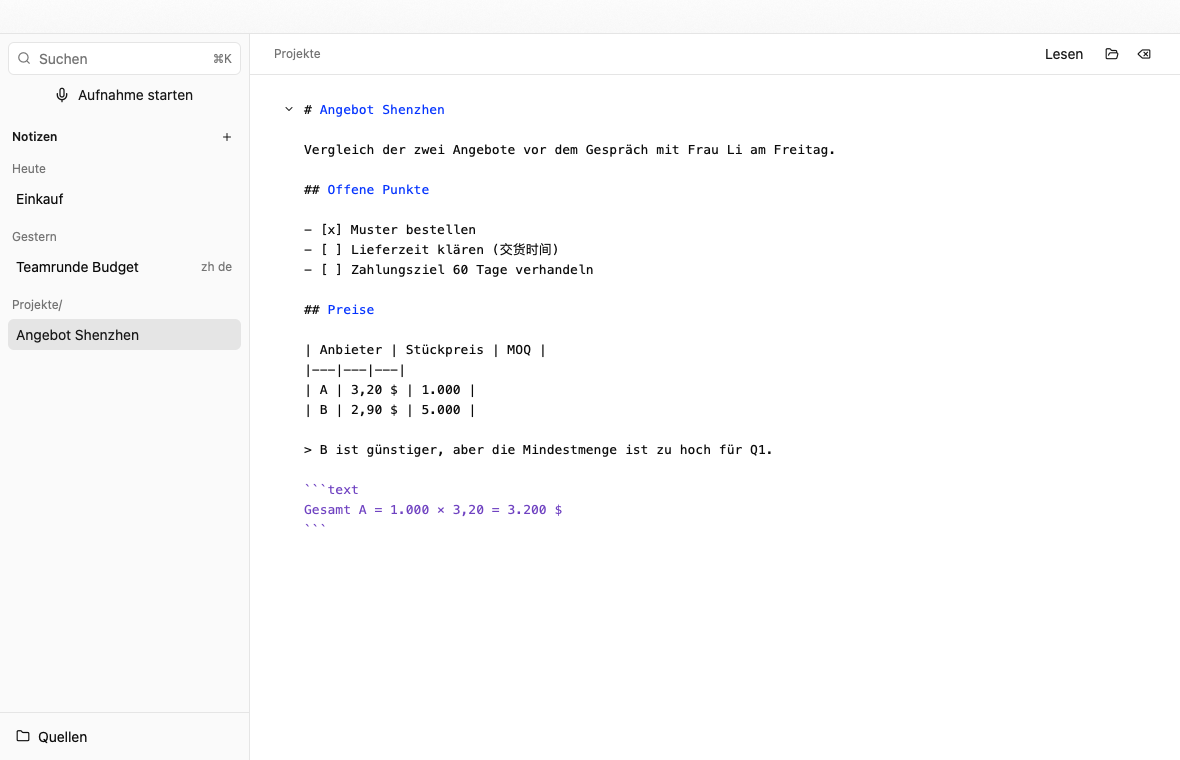 Suchen ⌘K
Aufnahme starten
Notizen +
Heute
Einkauf
Gestern
Teamrunde Budget zh de
Projekte/
Angebot Shenzhen
Quellen
Projekte Lesen
# Angebot Shenzhen
Vergleich der zwei Angebote vor dem Gespräch mit Frau Li am Freitag.
## Offene Punkte
- [x] Muster bestellen
- [ ] Lieferzeit klären (交货时间)
- [ ] Zahlungsziel 60 Tage verhandeln
## Preise
| Anbieter | Stückpreis | MOQ |
|---|---|---|
| A | 3,20 $ | 1.000 |
| B | 2,90 $ | 5.000 |
> B ist günstiger, aber die Mindestmenge ist zu hoch für Q1.
```text
Gesamt A = 1.000 × 3,20 = 3.200 $
```